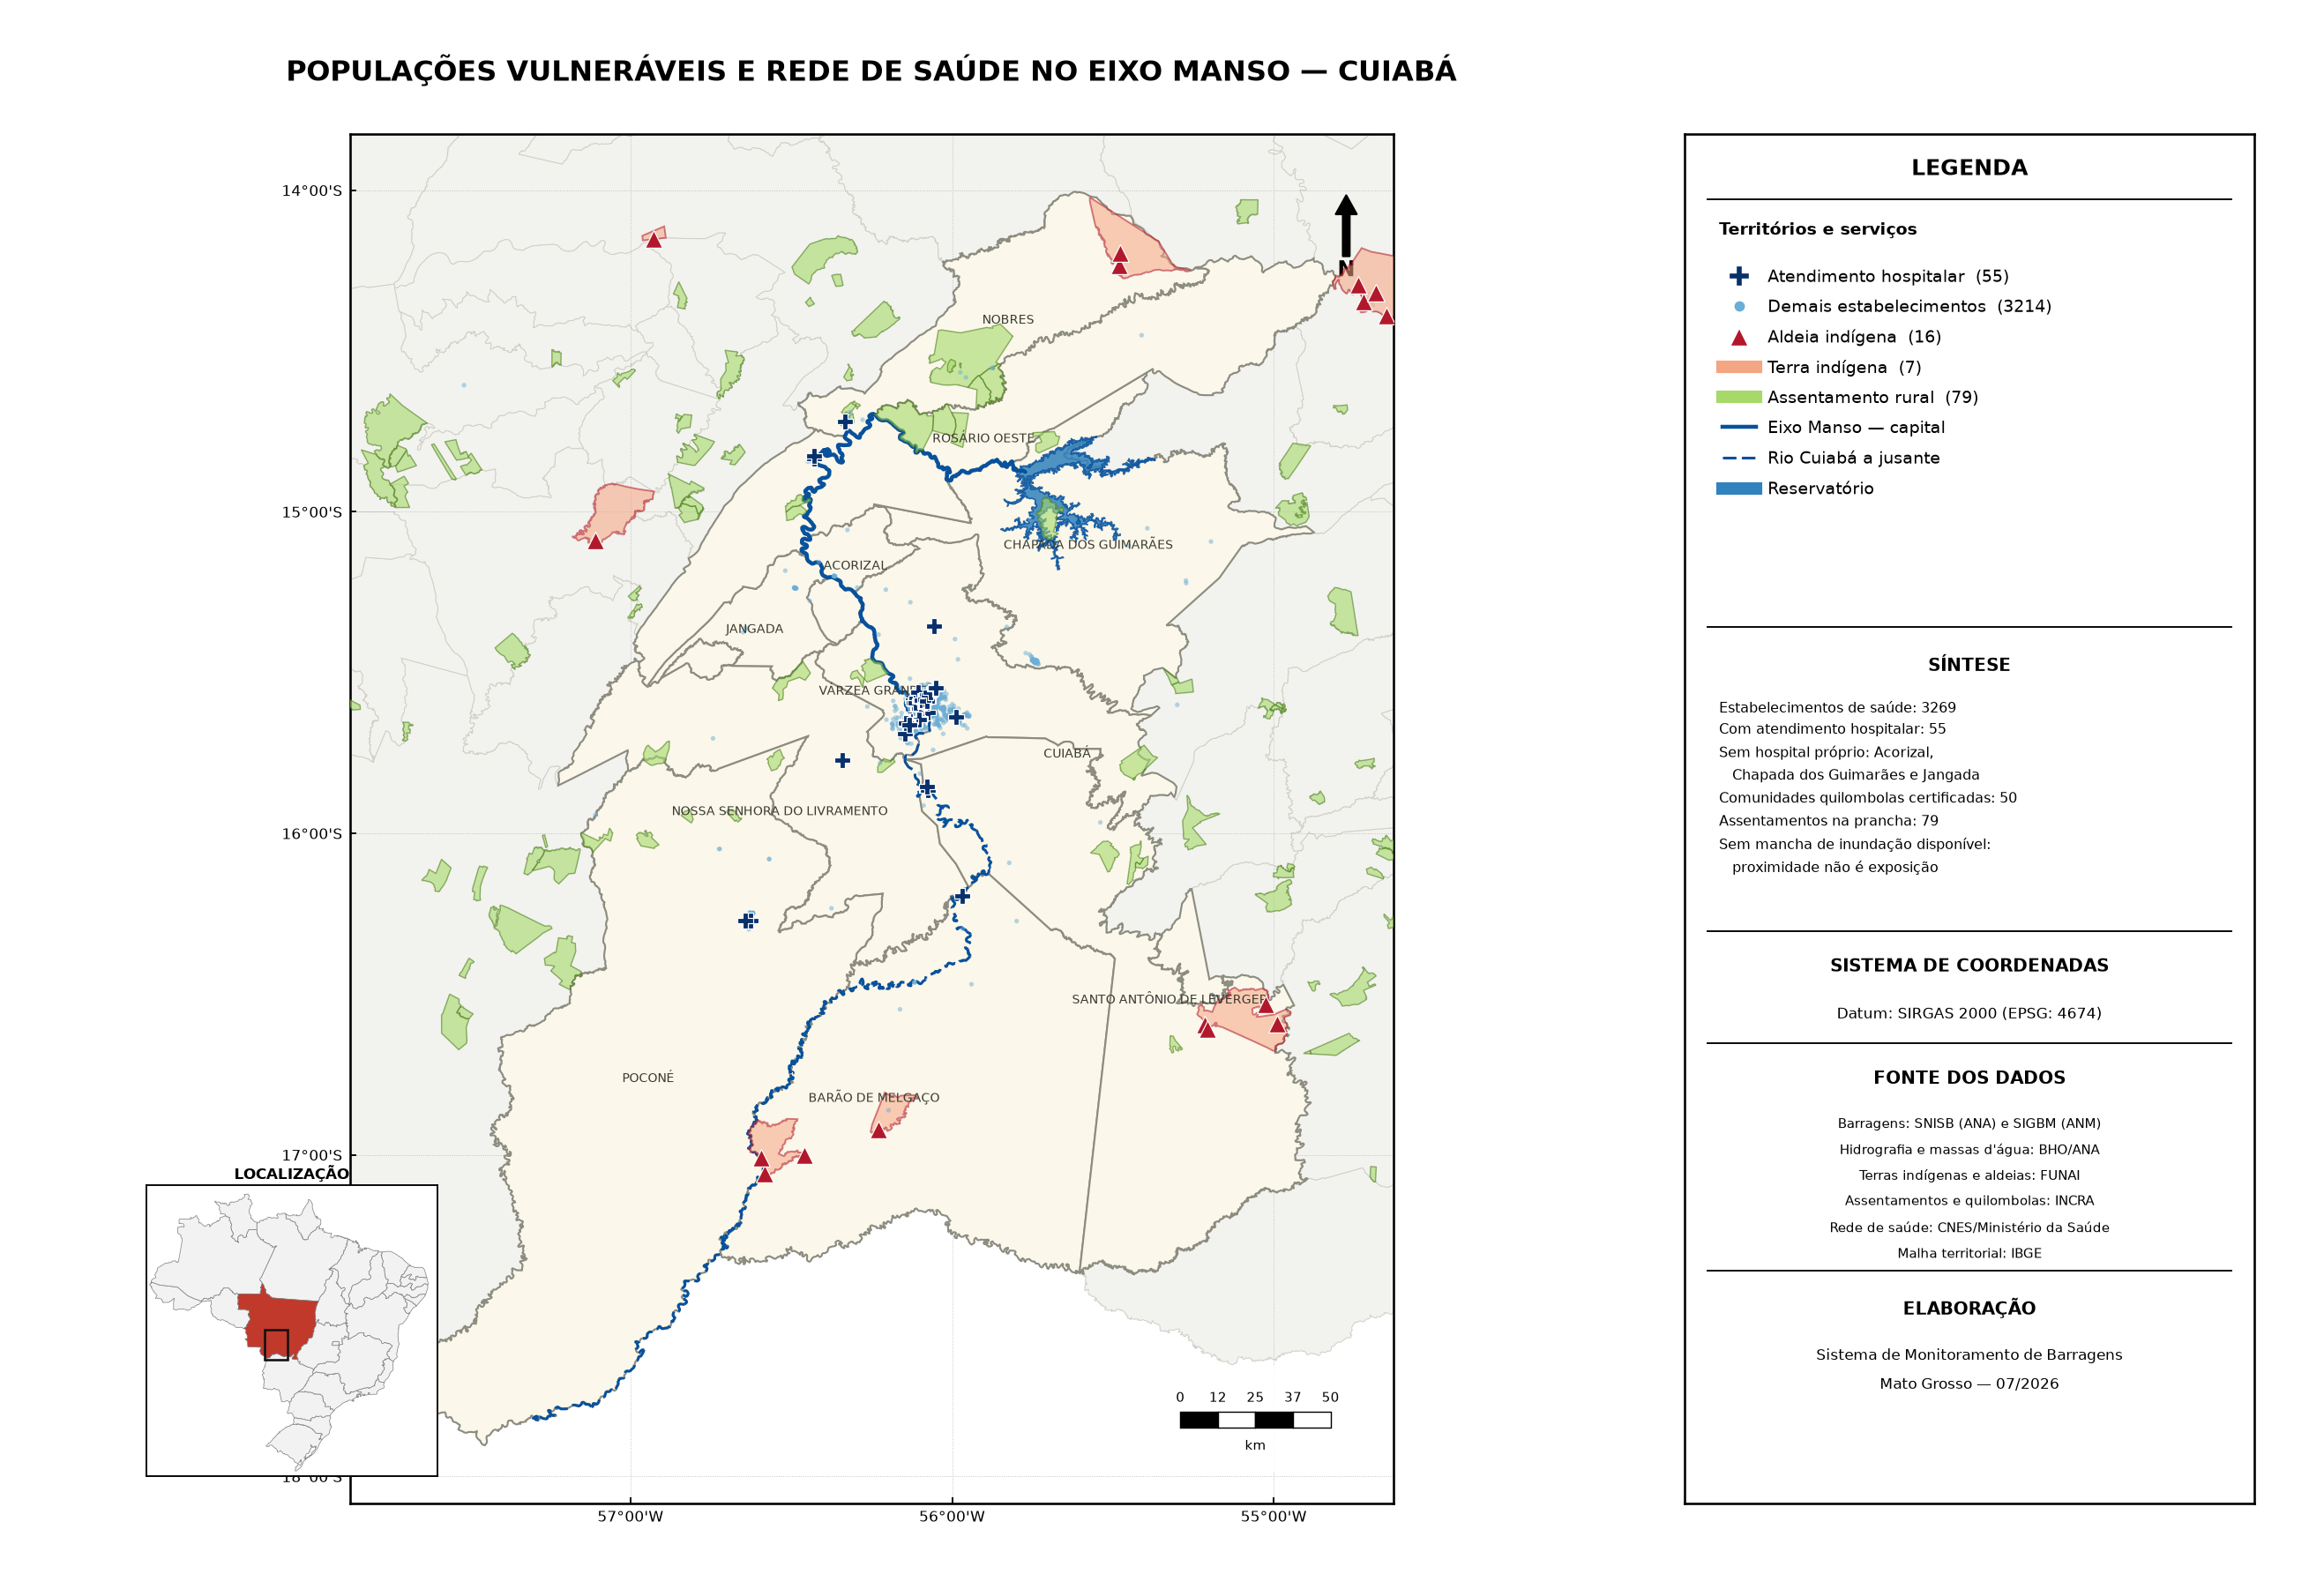 POPULAÇÕES VULNERÁVEIS E REDE DE SAÚDE NO EIXO MANSO — CUIABÁ
14°00'S
15°00'S
16°00'S
17°00'S
18°00'S
57°00'W
56°00'W
55°00'W
N
NOBRES
ROSÁRIO OESTE
CHAPADA DOS GUIMARÃES
ACORIZAL
JANGADA
VÁRZEA GRANDE
CUIABÁ
NOSSA SENHORA DO LIVRAMENTO
SANTO ANTÔNIO DE LEVERGER
POCONÉ
BARÃO DE MELGAÇO
LOCALIZAÇÃO
0 12 25 37 50
km
LEGENDA
Territórios e serviços
Atendimento hospitalar (55)
Demais estabelecimentos (3214)
Aldeia indígena (16)
Terra indígena (7)
Assentamento rural (79)
Eixo Manso — capital
Rio Cuiabá a jusante
Reservatório
SÍNTESE
Estabelecimentos de saúde: 3269
Com atendimento hospitalar: 55
Sem hospital próprio: Acorizal,
Chapada dos Guimarães e Jangada
Comunidades quilombolas certificadas: 50
Assentamentos na prancha: 79
Sem mancha de inundação disponível:
proximidade não é exposição
SISTEMA DE COORDENADAS
Datum: SIRGAS 2000 (EPSG: 4674)
FONTE DOS DADOS
Barragens: SNISB (ANA) e SIGBM (ANM)
Hidrografia e massas d'água: BHO/ANA
Terras indígenas e aldeias: FUNAI
Assentamentos e quilombolas: INCRA
Rede de saúde: CNES/Ministério da Saúde
Malha territorial: IBGE
ELABORAÇÃO
Sistema de Monitoramento de Barragens
Mato Grosso — 07/2026